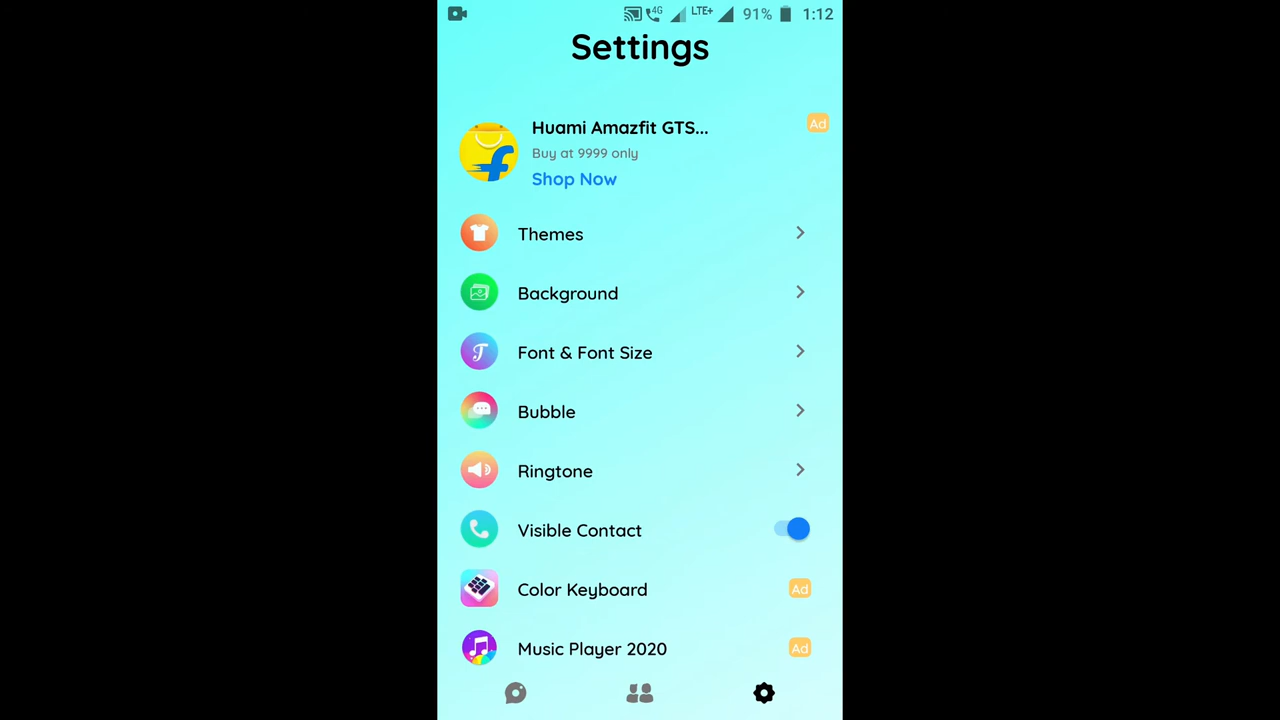 4G LTE+ 91% 1:12
Settings
Huami Amazfit GTS...
Ad
Buy at 9999 only
Shop Now
Themes
Background
Font & Font Size
Bubble
Ringtone
Visible Contact
Color Keyboard
Ad
Music Player 2020
Ad